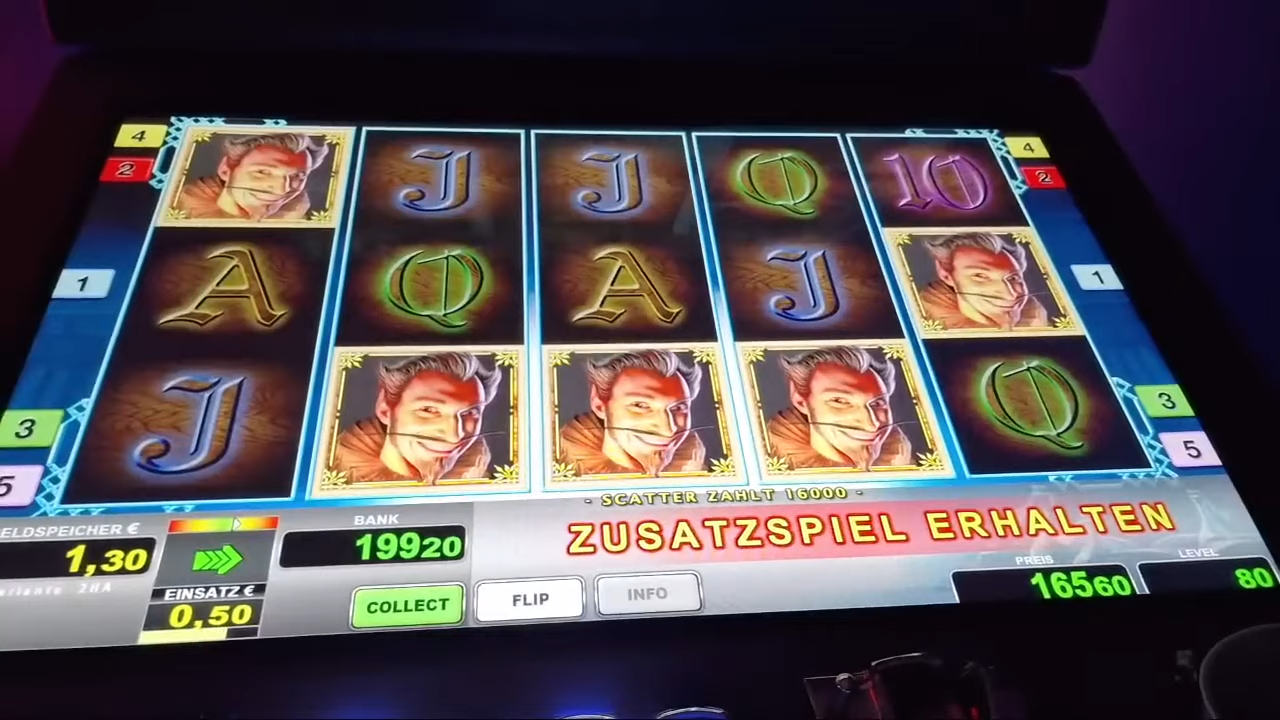 4
4
2
2
J
J
Q
10
1
1
A
Q
A
J
3
3
J
Q
5
5
- SCATTER ZAHLT 16000 -
ZUSATZSPIEL ERHALTEN
ELDSPEICHER €
1,30
BANK
19920
EINSATZ €
0,50
COLLECT
FLIP
INFO
PREIS
16560
LEVEL
80